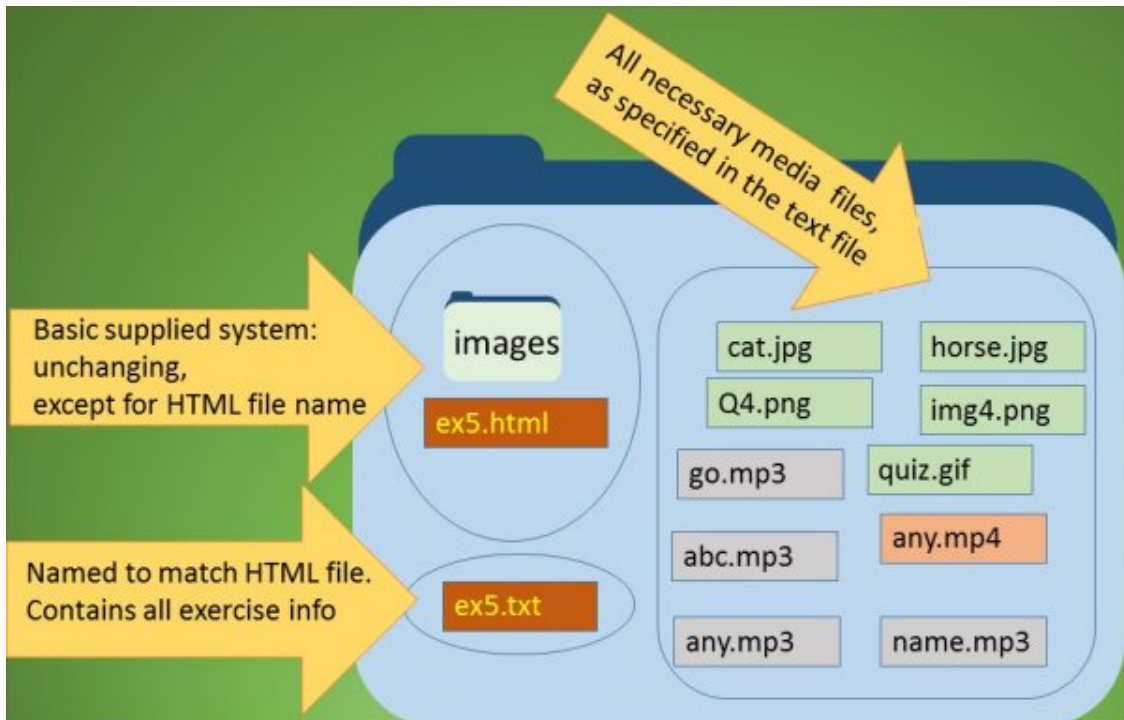 All necessary media files,
as specified in the text file
Basic supplied system:
unchanging,
except for HTML file name
images
ex5.html
Named to match HTML file.
Contains all exercise info
ex5.txt
cat.jpg
horse.jpg
Q4.png
img4.png
go.mp3
quiz.gif
abc.mp3
any.mp4
any.mp3
name.mp3